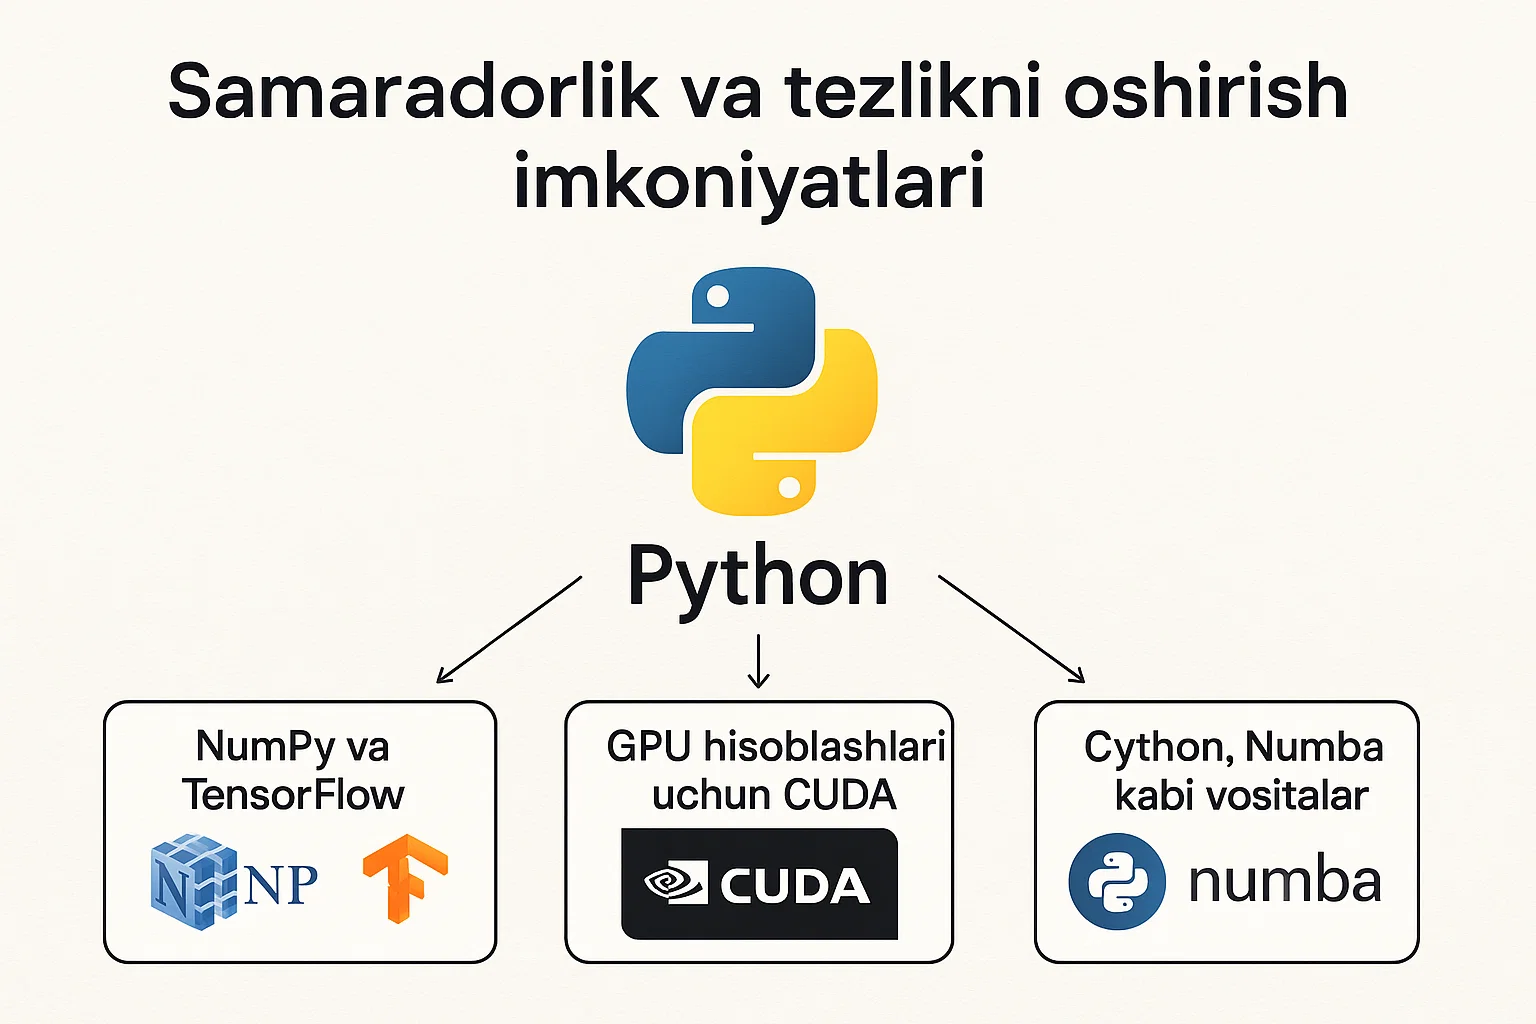 Samaradorlik va tezlikni oshirish
imkoniyatlari
Python
NumPy va
TensorFlow
N NP
GPU hisoblashlari
uchun CUDA
CUDA
Cython, Numba
kabi vositalar
numba